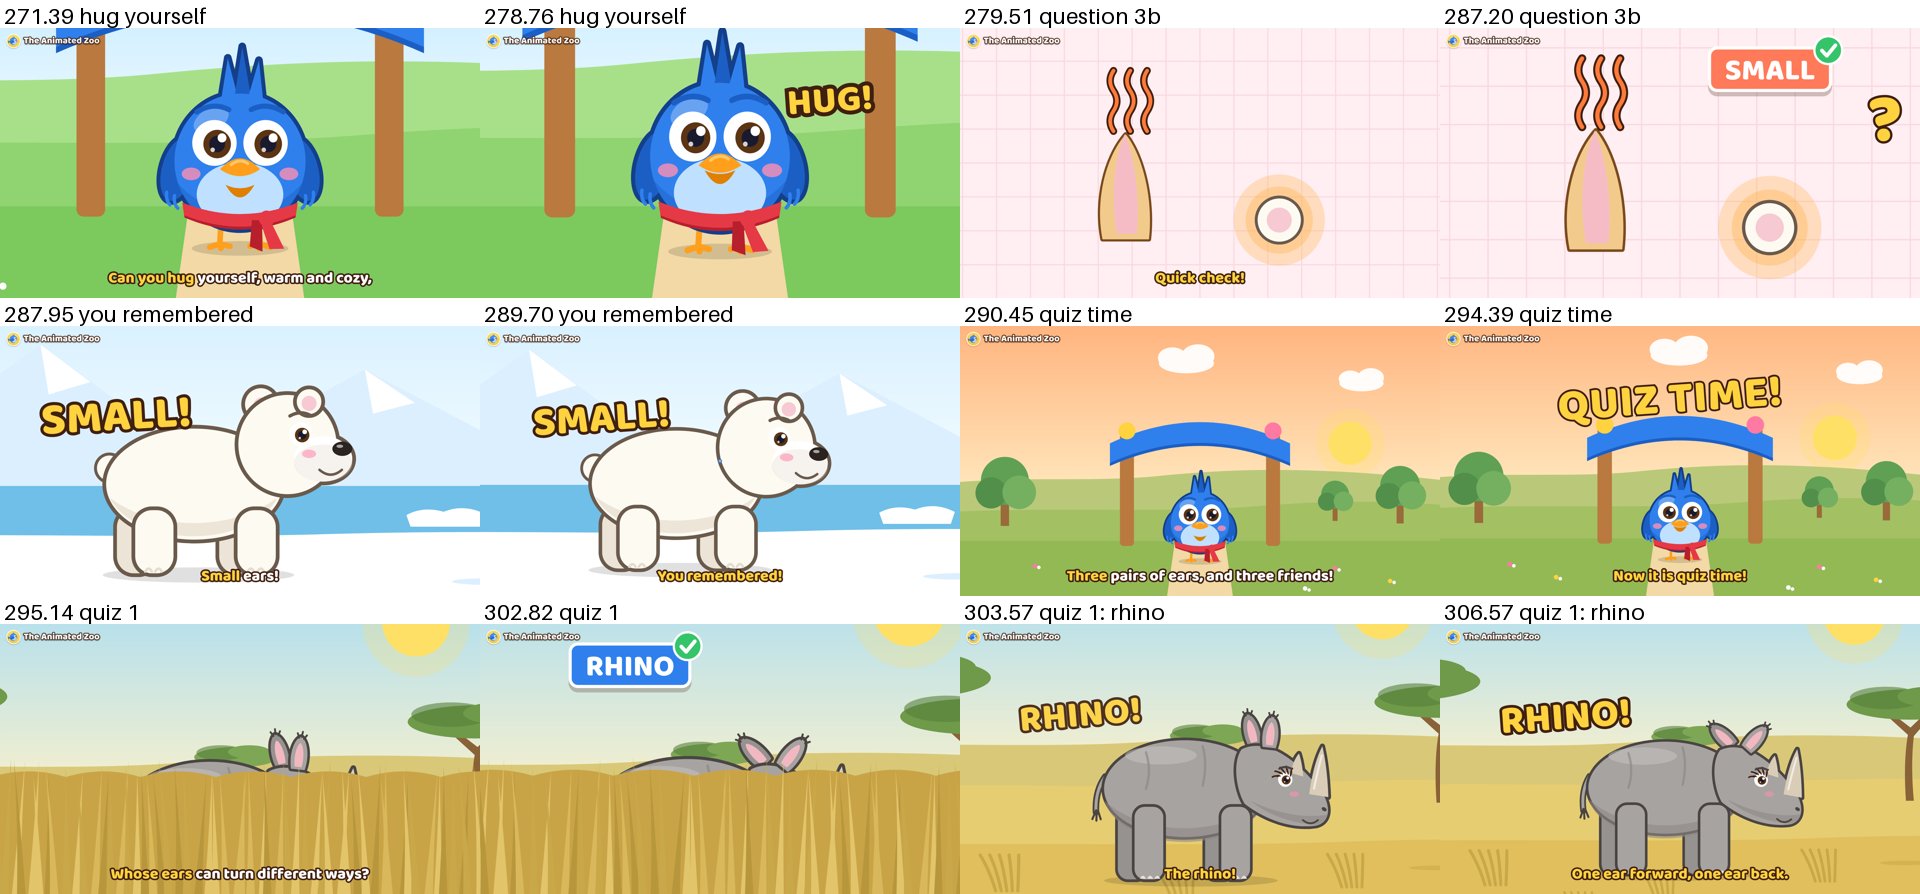 271.39 hug yourself
The Animated Zoo
Can you hug yourself, warm and cozy,
278.76 hug yourself
The Animated Zoo
HUG!
279.51 question 3b
The Animated Zoo
Quick check!
287.20 question 3b
The Animated Zoo
SMALL
?
287.95 you remembered
The Animated Zoo
SMALL!
Small ears!
289.70 you remembered
The Animated Zoo
SMALL!
You remembered!
290.45 quiz time
The Animated Zoo
Three pairs of ears, and three friends!
294.39 quiz time
The Animated Zoo
QUIZ TIME!
Now it is quiz time!
295.14 quiz 1
The Animated Zoo
Whose ears can turn different ways?
302.82 quiz 1
The Animated Zoo
RHINO
303.57 quiz 1: rhino
The Animated Zoo
RHINO!
The rhino!
306.57 quiz 1: rhino
The Animated Zoo
RHINO!
One ear forward, one ear back.